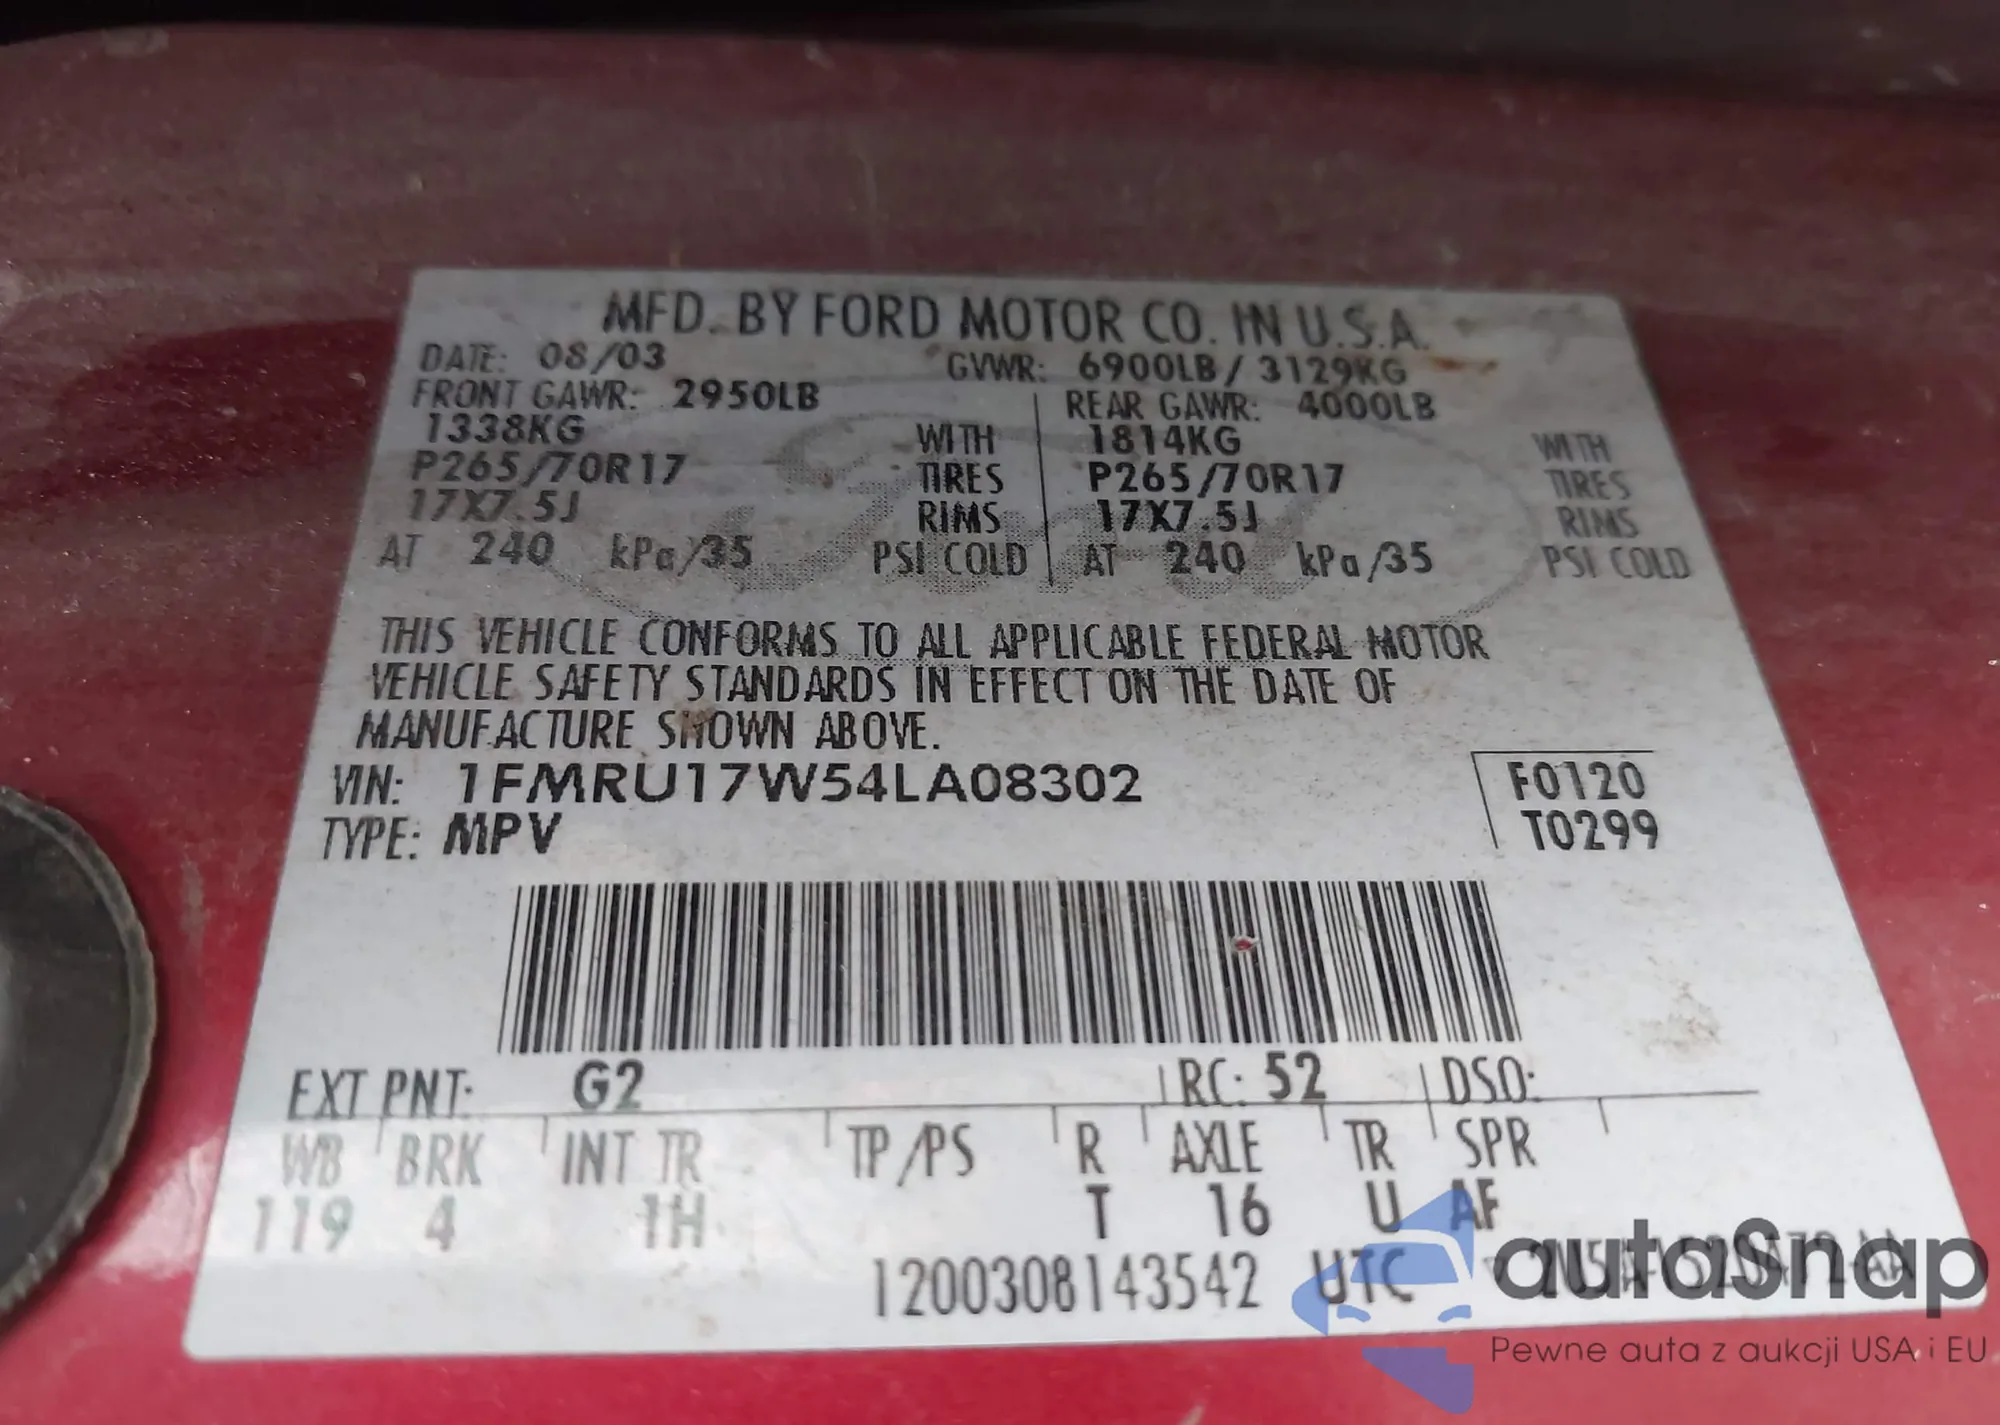 MFD. BY FORD MOTOR CO. IN U.S.A.
DATE: 08/03 GVWR: 6900LB / 3129KG
FRONT GAWR: 2950LB REAR GAWR: 4000LB
1338KG WITH 1814KG WITH
P265/70R17 TIRES P265/70R17 TIRES
17X7.5J RIMS 17X7.5J RIMS
AT 240 kPa/35 PSI COLD AT 240 kPa/35 PSI COLD
THIS VEHICLE CONFORMS TO ALL APPLICABLE FEDERAL MOTOR
VEHICLE SAFETY STANDARDS IN EFFECT ON THE DATE OF
MANUFACTURE SHOWN ABOVE.
VIN: 1FMRU17W54LA08302 F0120
TYPE: MPV T0299
EXT PNT: G2 RC: 52 DSO:
WB BRK INT TR TP/PS R AXLE TR SPR
119 4 1H T 16 U AF
1200308143542 UTC
autoSnap
Pewne auta z aukcji USA i EU